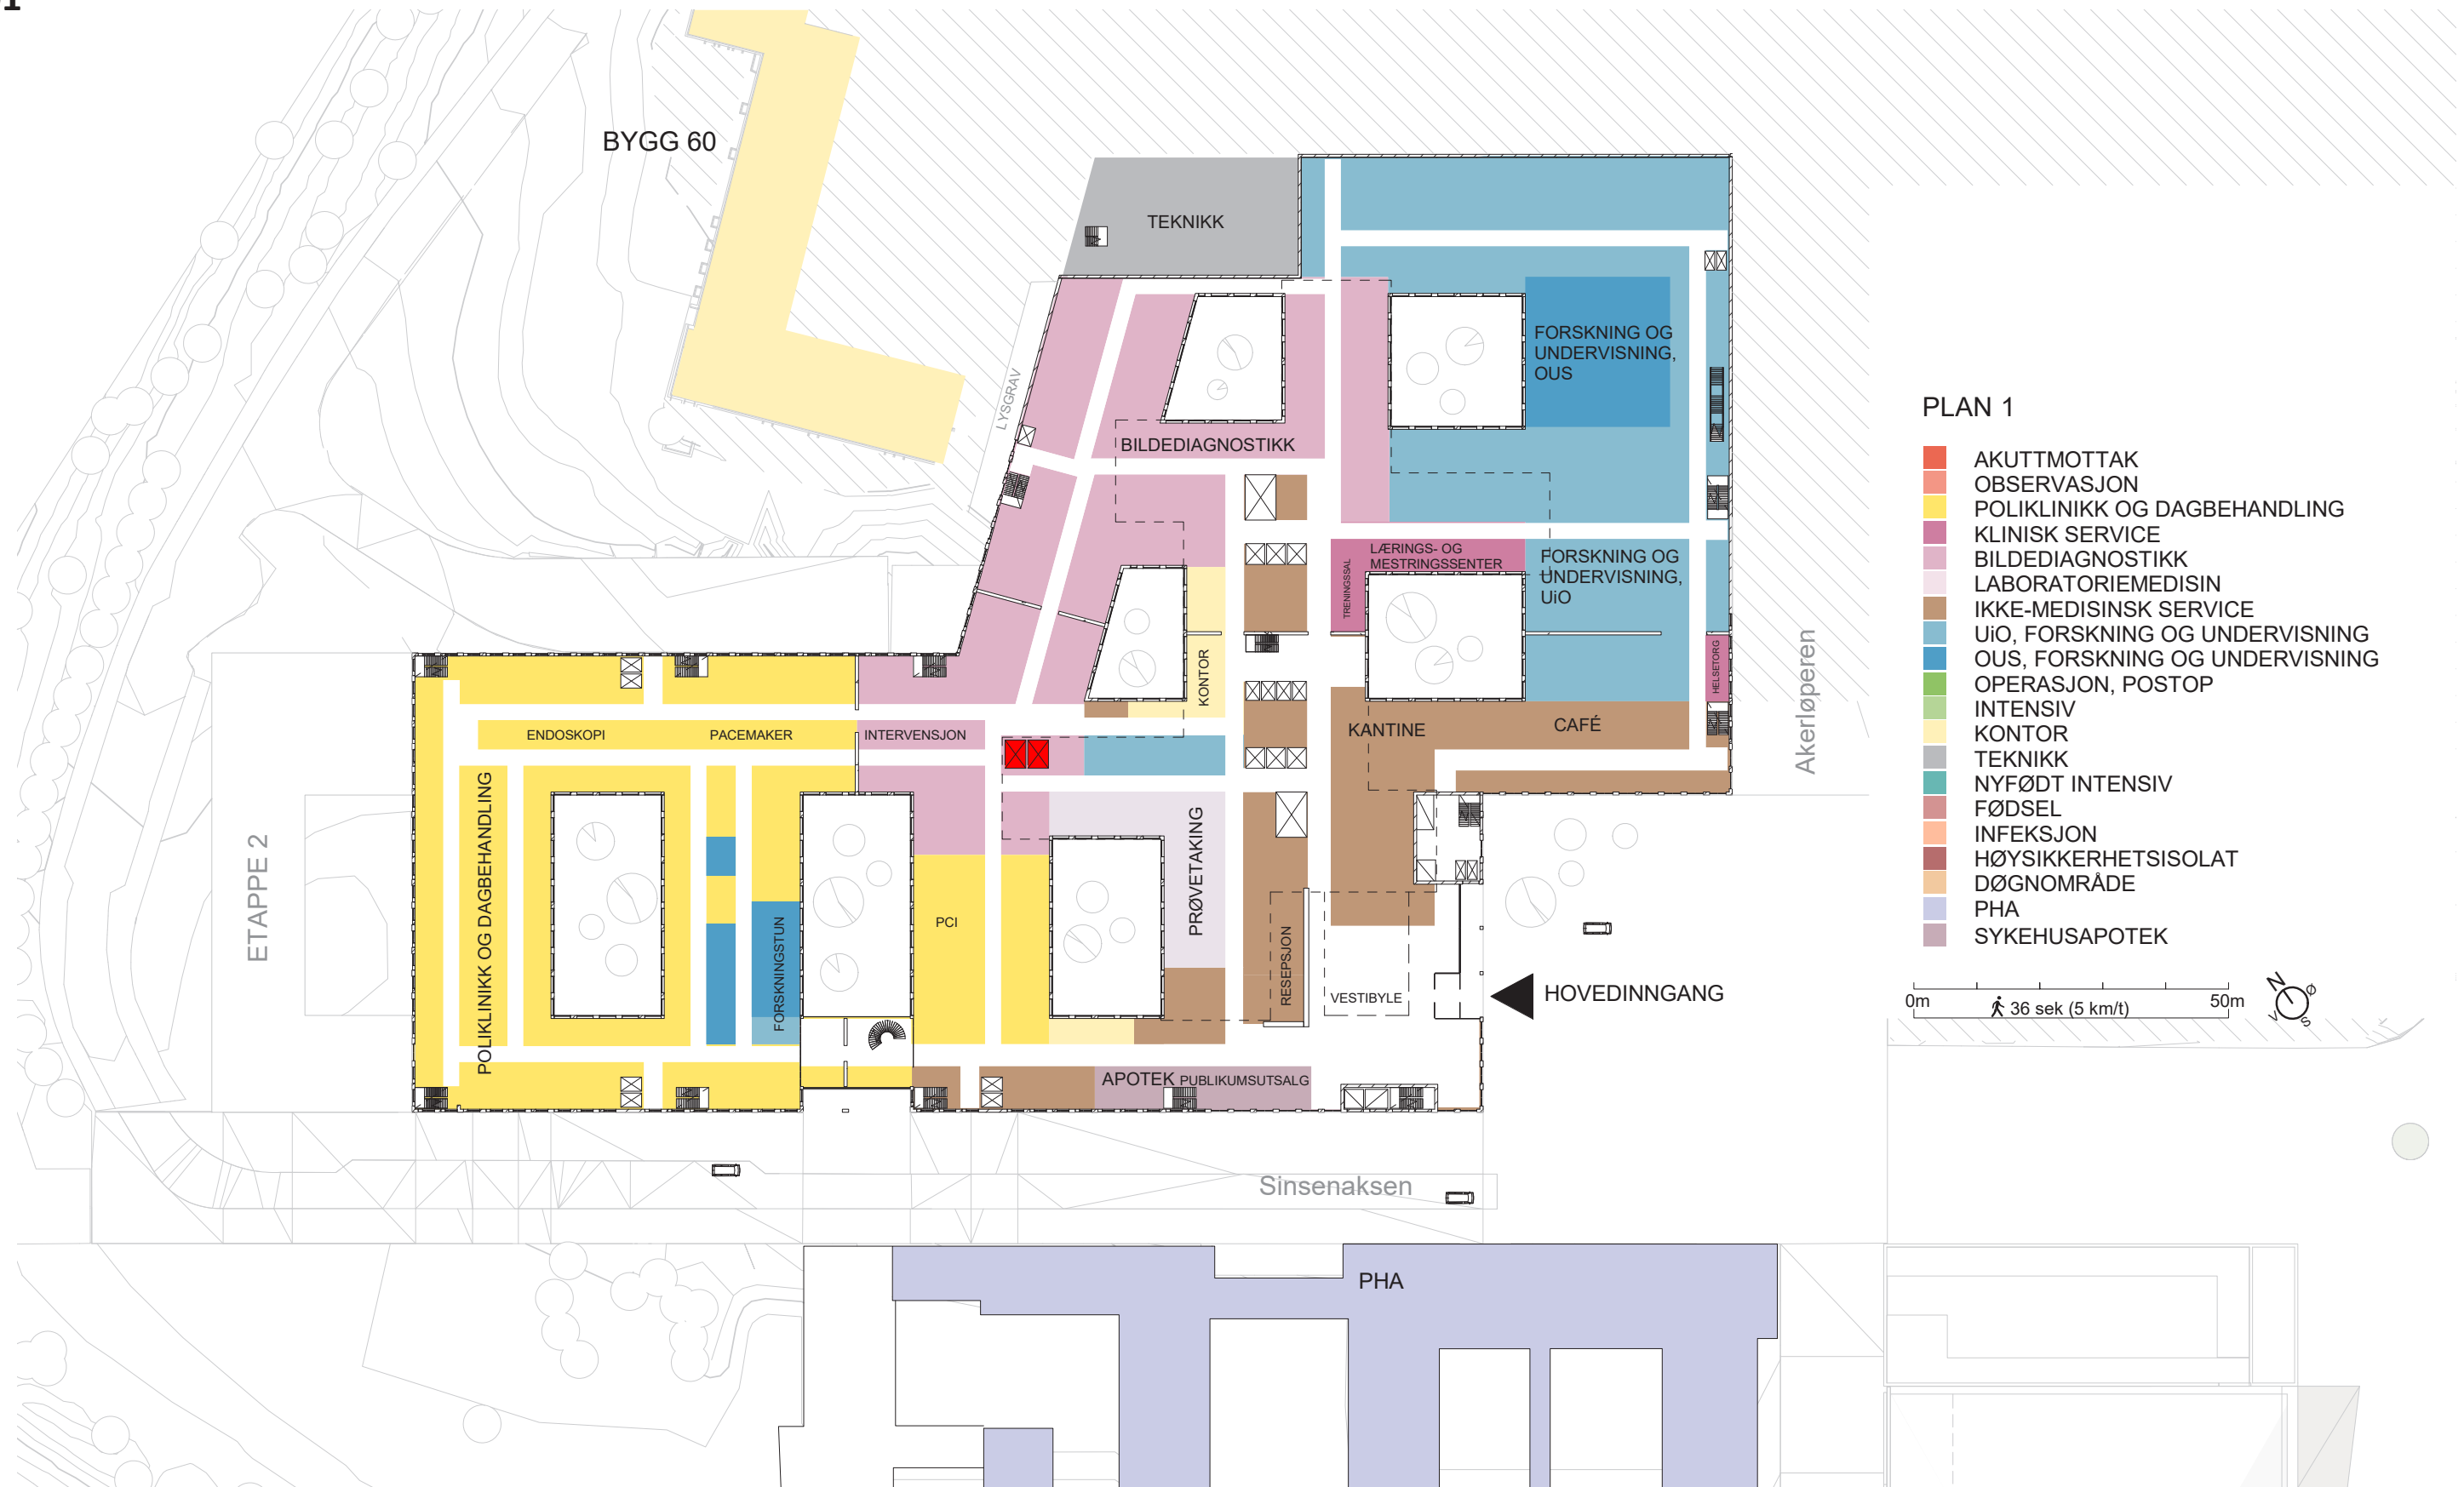 BYGG 60
TEKNIKK
FORSKNING OG
UNDERVISNING,
OUS
LYSGRAV
BILDEDIAGNOSTIKK
LÆRINGS- OG
MESTRINGSSENTER
TRENINGSSAL
FORSKNING OG
UNDERVISNING,
UiO
HELSETORG
Akerløperen
KONTOR
KANTINE
CAFÉ
ENDOSKOPI
PACEMAKER
INTERVENSJON
POLIKLINIKK OG DAGBEHANDLING
ETAPPE 2
FORSKNINGSTUN
PCI
PRØVETAKING
RESEPSJON
VESTIBYLE
HOVEDINNGANG
APOTEK PUBLIKUMSUTSALG
Sinsenaksen
PHA
PLAN 1
AKUTTMOTTAK
OBSERVASJON
POLIKLINIKK OG DAGBEHANDLING
KLINISK SERVICE
BILDEDIAGNOSTIKK
LABORATORIEMEDISIN
IKKE-MEDISINSK SERVICE
UiO, FORSKNING OG UNDERVISNING
OUS, FORSKNING OG UNDERVISNING
OPERASJON, POSTOP
INTENSIV
KONTOR
TEKNIKK
NYFØDT INTENSIV
FØDSEL
INFEKSJON
HØYSIKKERHETSISOLAT
DØGNOMRÅDE
PHA
SYKEHUSAPOTEK
0m
50m
36 sek (5 km/t)
N
Ø
S
V